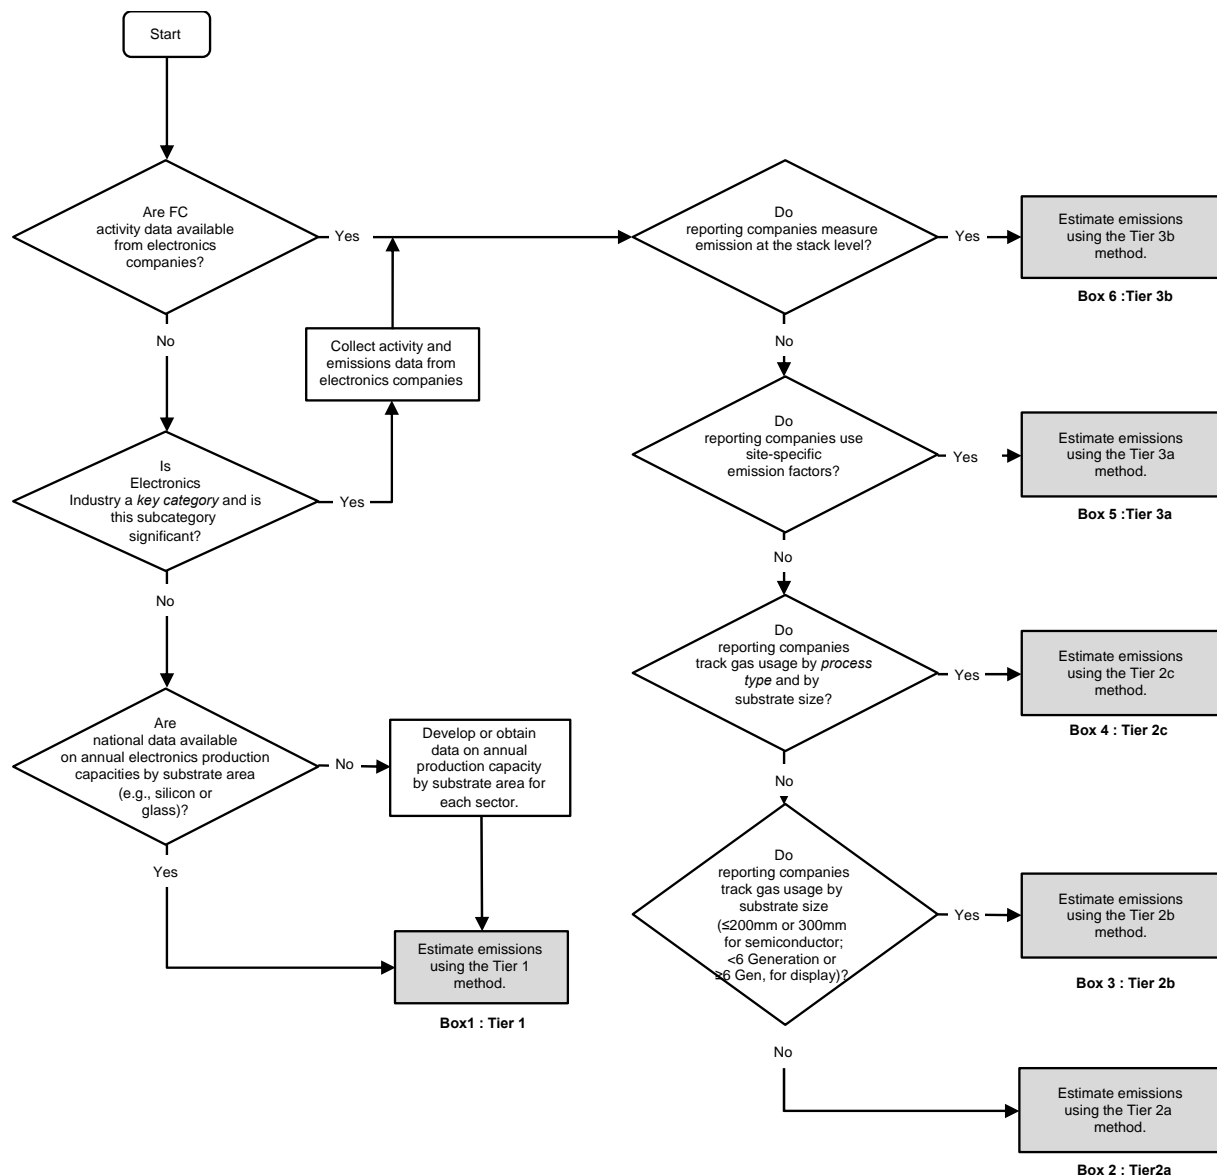 Start
Are FC
activity data available
from electronics
companies?
Yes
No
Collect activity and
emissions data from
electronics companies
Is
Electronics
Industry a key category and is
this subcategory
significant?
Yes
No
Are
national data available
on annual electronics production
capacities by substrate area
(e.g., silicon or
glass)?
No
Yes
Develop or obtain
data on annual
production capacity
by substrate area for
each sector.
Estimate emissions
using the Tier 1
method.
Box1 : Tier 1
Do
reporting companies measure
emission at the stack level?
Yes
No
Estimate emissions
using the Tier 3b
method.
Box 6 :Tier 3b
Do
reporting companies use
site-specific
emission factors?
Yes
No
Estimate emissions
using the Tier 3a
method.
Box 5 :Tier 3a
Do
reporting companies
track gas usage by process
type and by
substrate size?
Yes
No
Estimate emissions
using the Tier 2c
method.
Box 4 : Tier 2c
Do
reporting companies
track gas usage by
substrate size
(≤200mm or 300mm
for semiconductor;
<6 Generation or
≥6 Gen, for display)?
Yes
No
Estimate emissions
using the Tier 2b
method.
Box 3 : Tier 2b
Estimate emissions
using the Tier 2a
method.
Box 2 : Tier2a